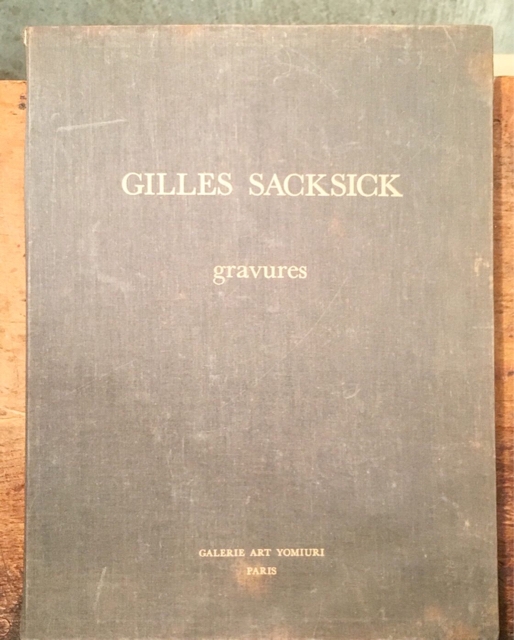 GILLES SACKSICK
gravures
GALERIE ART YOMIURI
PARIS